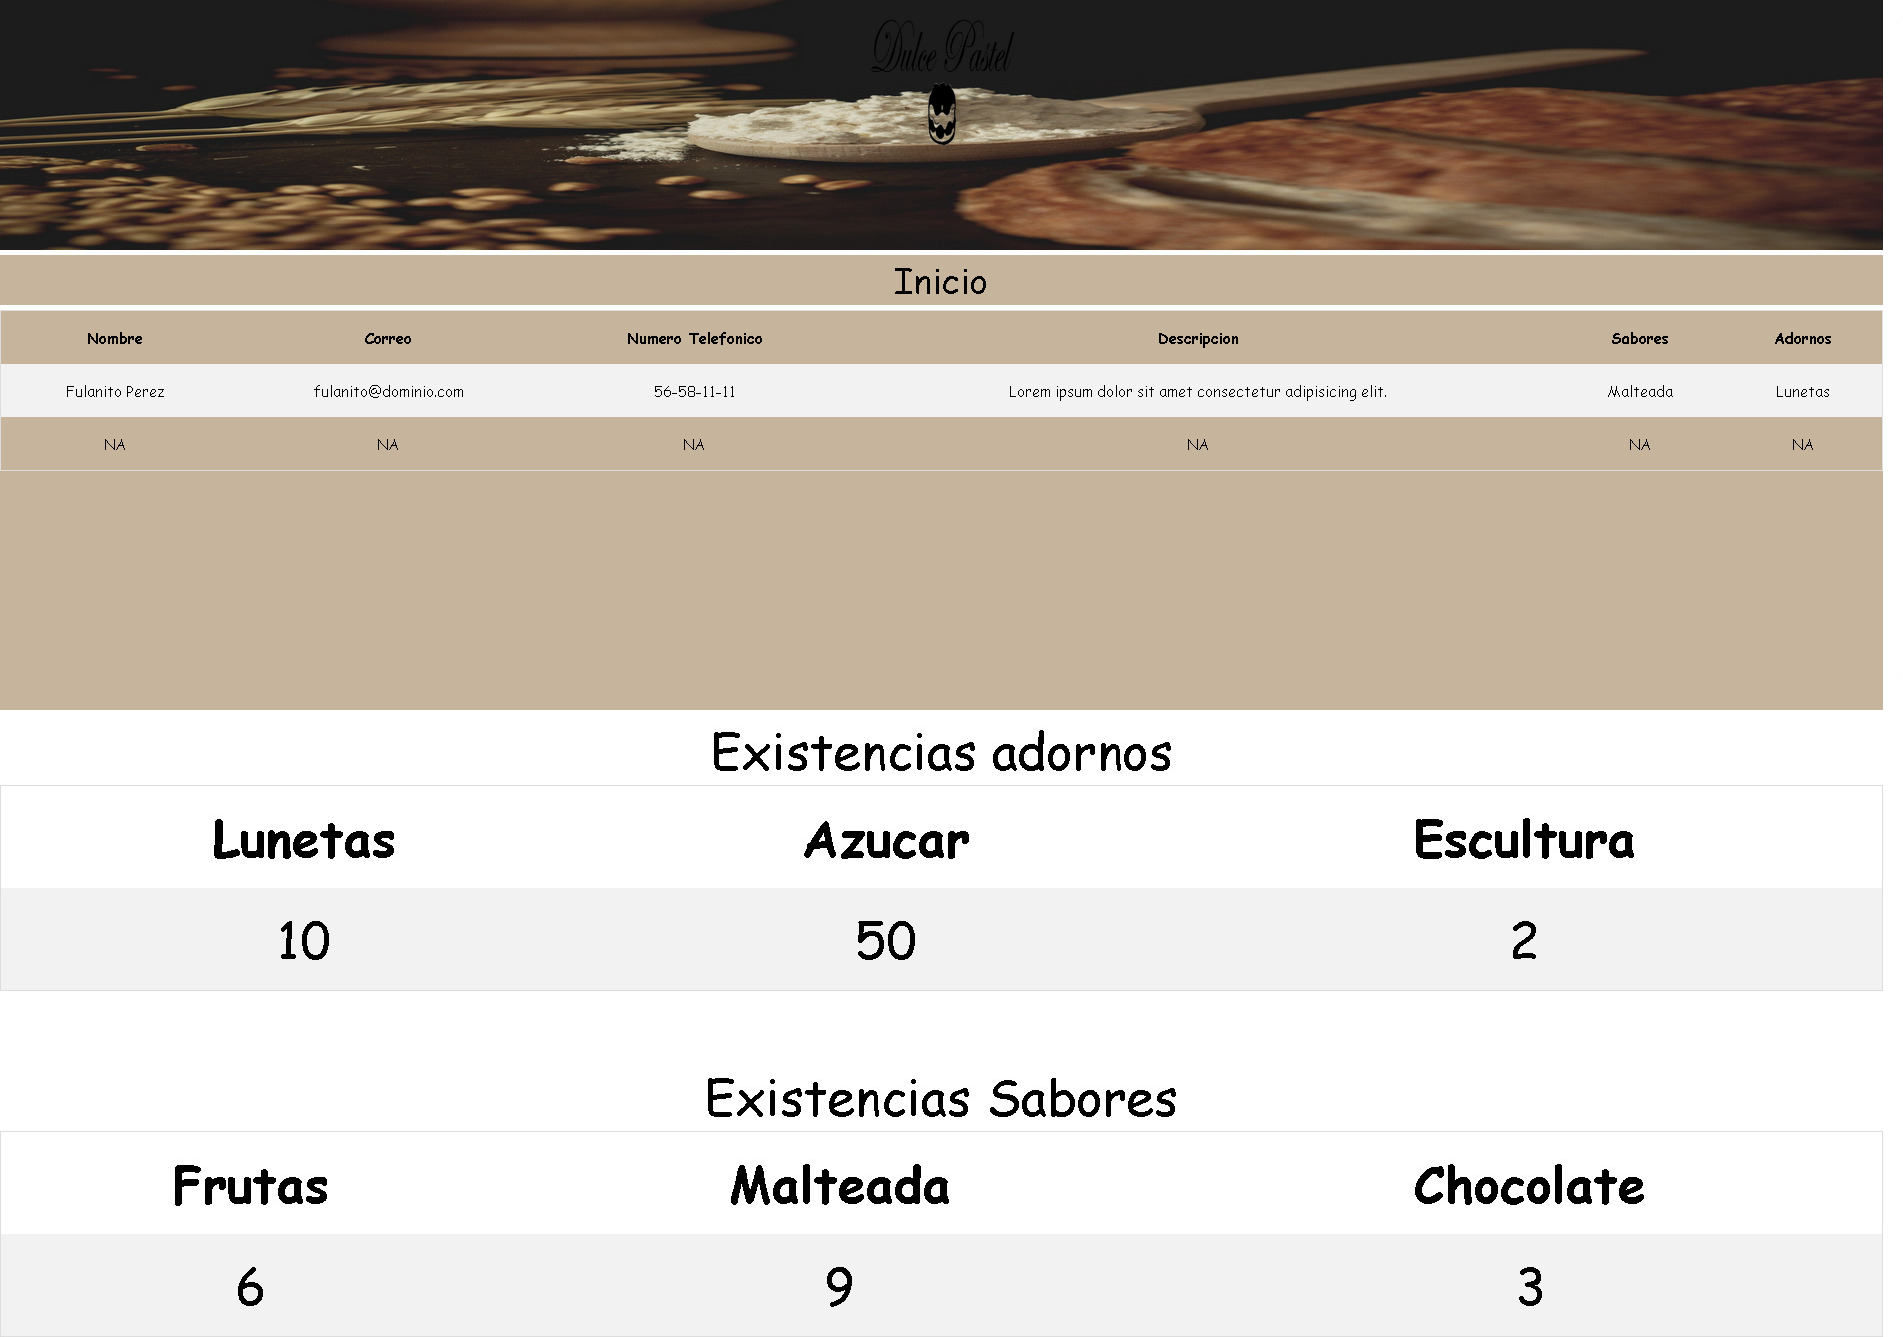 Dulce Pastel
Inicio
Nombre Correo Numero Telefonico Descripcion Sabores Adornos
Fulanito Perez fulanito@dominio.com 56-58-11-11 Lorem ipsum dolor sit amet consectetur adipisicing elit. Malteada Lunetas
NA NA NA NA NA NA
Existencias adornos
Lunetas Azucar Escultura
10 50 2
Existencias Sabores
Frutas Malteada Chocolate
6 9 3